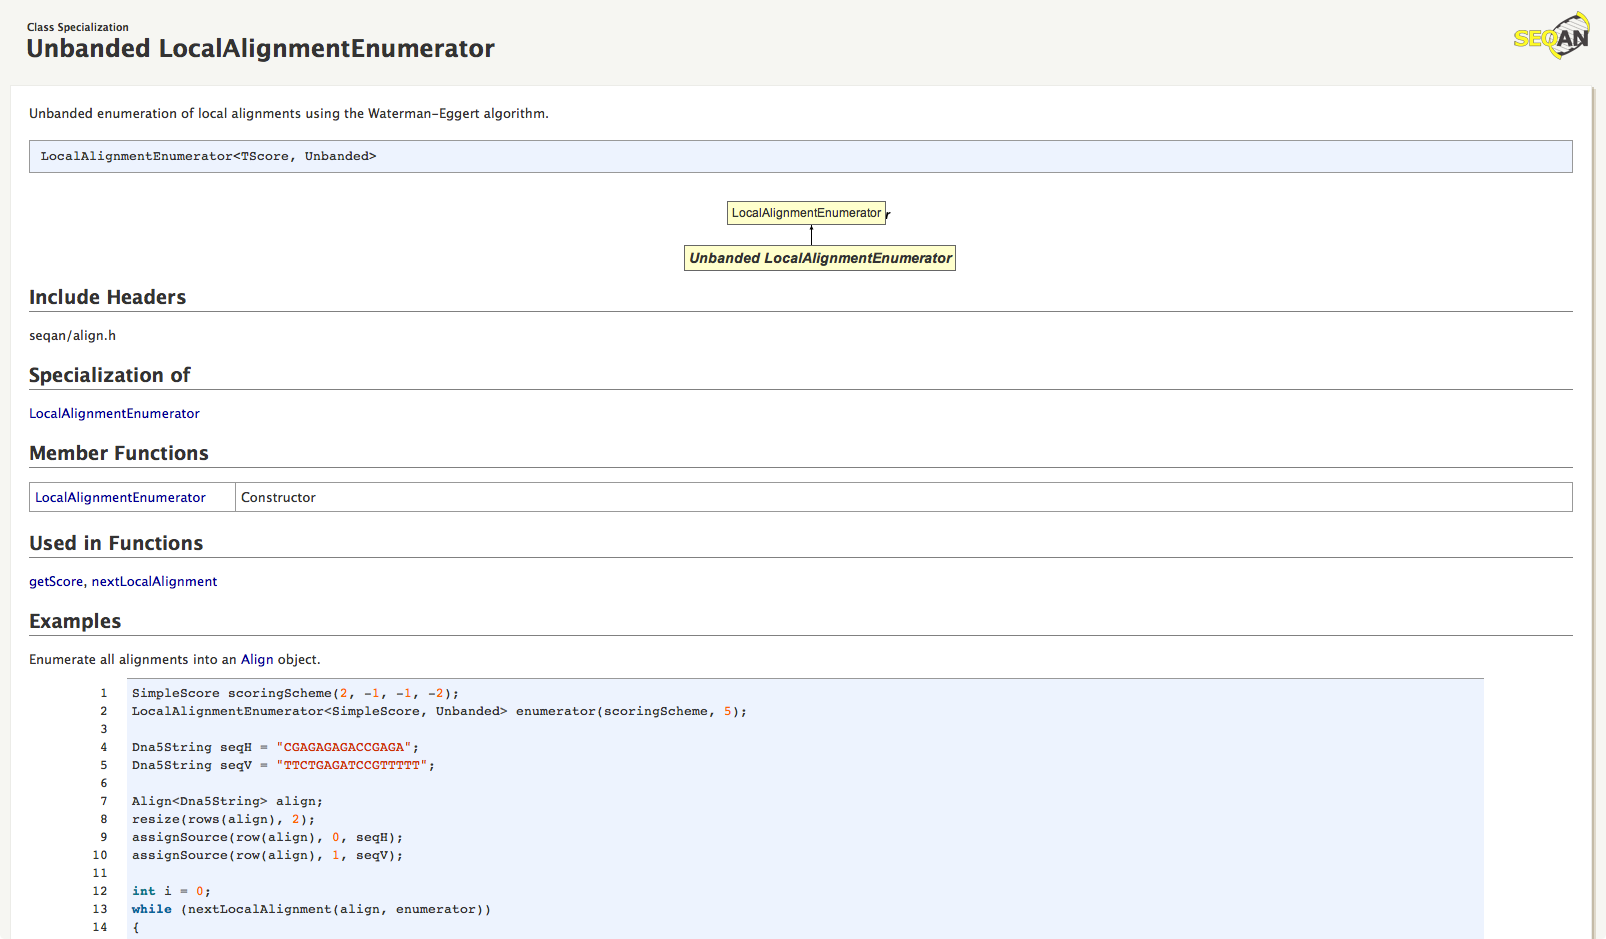 Class Specialization
Unbanded LocalAlignmentEnumerator
SEQAN
Unbanded enumeration of local alignments using the Waterman-Eggert algorithm.
LocalAlignmentEnumerator<TScore, Unbanded>
LocalAlignmentEnumerator r
Unbanded LocalAlignmentEnumerator
Include Headers
seqan/align.h
Specialization of
LocalAlignmentEnumerator
Member Functions
LocalAlignmentEnumerator Constructor
Used in Functions
getScore, nextLocalAlignment
Examples
Enumerate all alignments into an Align object.
1 SimpleScore scoringScheme(2, -1, -1, -2);
2 LocalAlignmentEnumerator<SimpleScore, Unbanded> enumerator(scoringScheme, 5);
3
4 Dna5String seqH = "CGAGAGAGACCGAGA";
5 Dna5String seqV = "TTCTGAGATCCGTTTTT";
6
7 Align<Dna5String> align;
8 resize(rows(align), 2);
9 assignSource(row(align), 0, seqH);
10 assignSource(row(align), 1, seqV);
11
12 int i = 0;
13 while (nextLocalAlignment(align, enumerator))
14 {